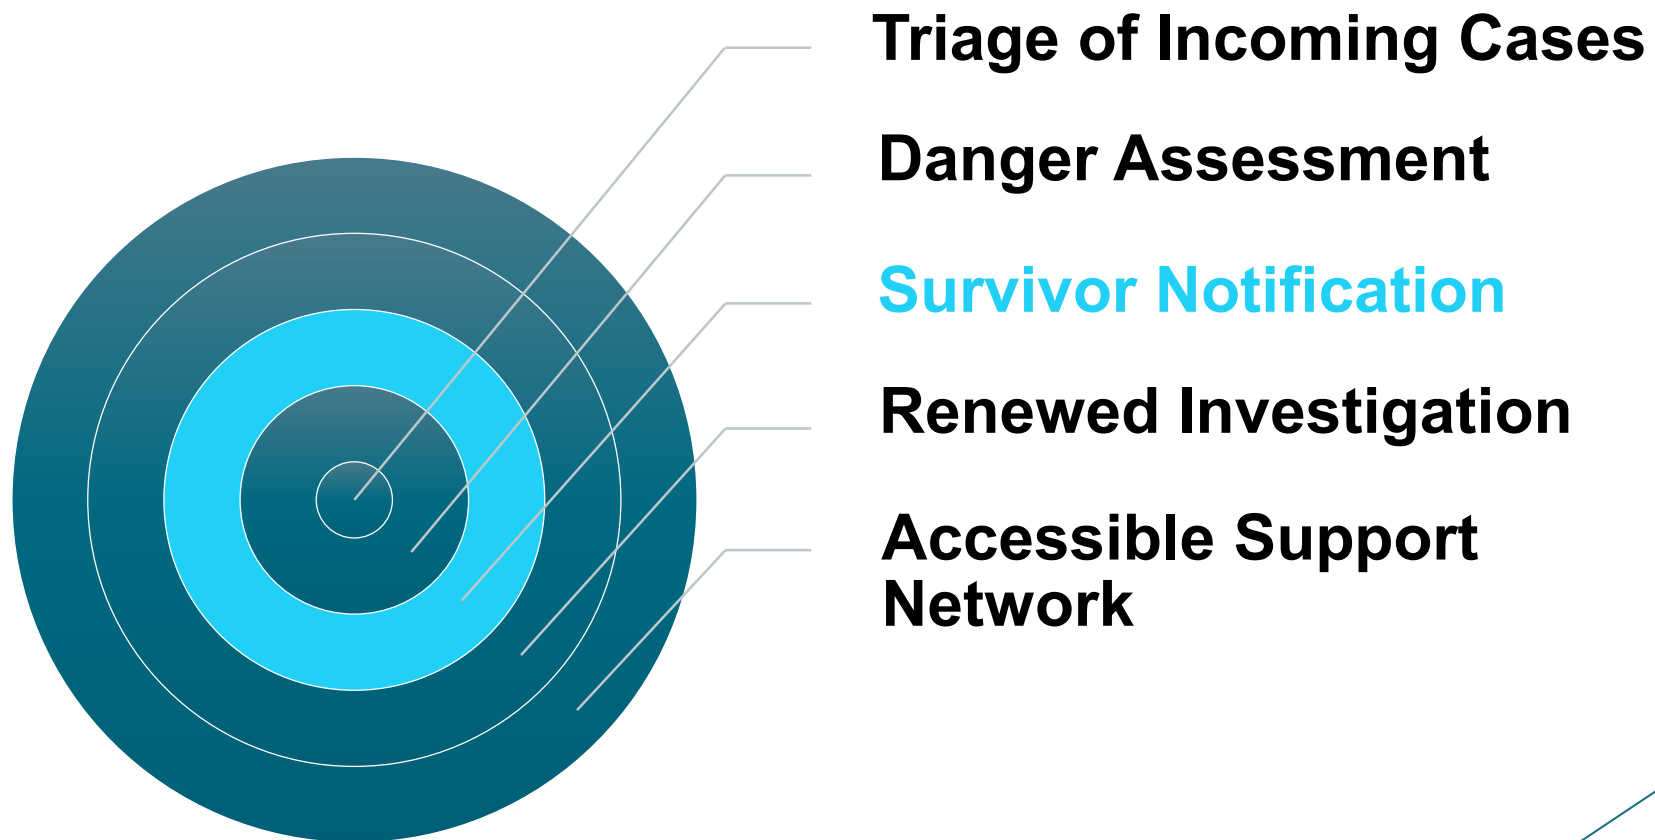 Triage of Incoming Cases
Danger Assessment
Survivor Notification
Renewed Investigation
Accessible Support
Network